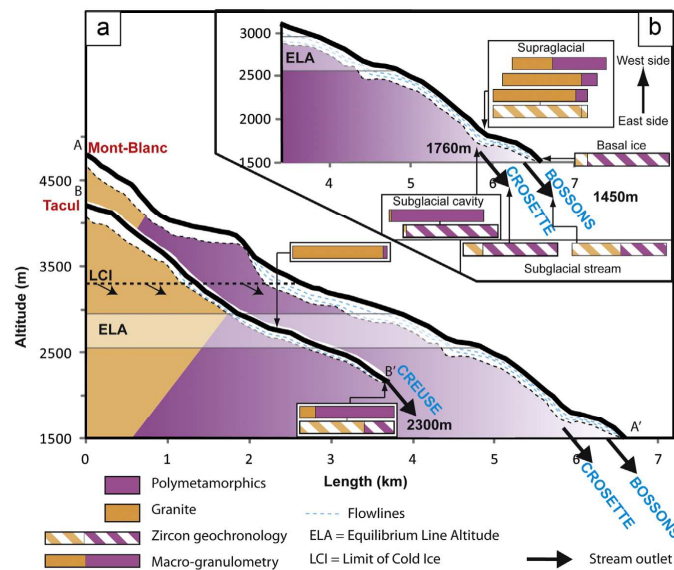 a
b
3000
2500
2000
1500
ELA
Supraglacial
West side
East side
Basal ice
1760m
4
5
6
7
CROSETTE
BOSSONS
1450m
Subglacial cavity
Subglacial stream
A
Mont-Blanc
4500
B
Tacul
3500
LCI
ELA
2500
1500
Altitude (m)
B'
CREUSE
2300m
A'
0
1
2
3
4
5
6
7
Length (km)
CROSETTE
BOSSONS
Polymetamorphics
Granite
Zircon geochronology
Macro-granulometry
Flowlines
ELA = Equilibrium Line Altitude
LCI = Limit of Cold Ice
Stream outlet